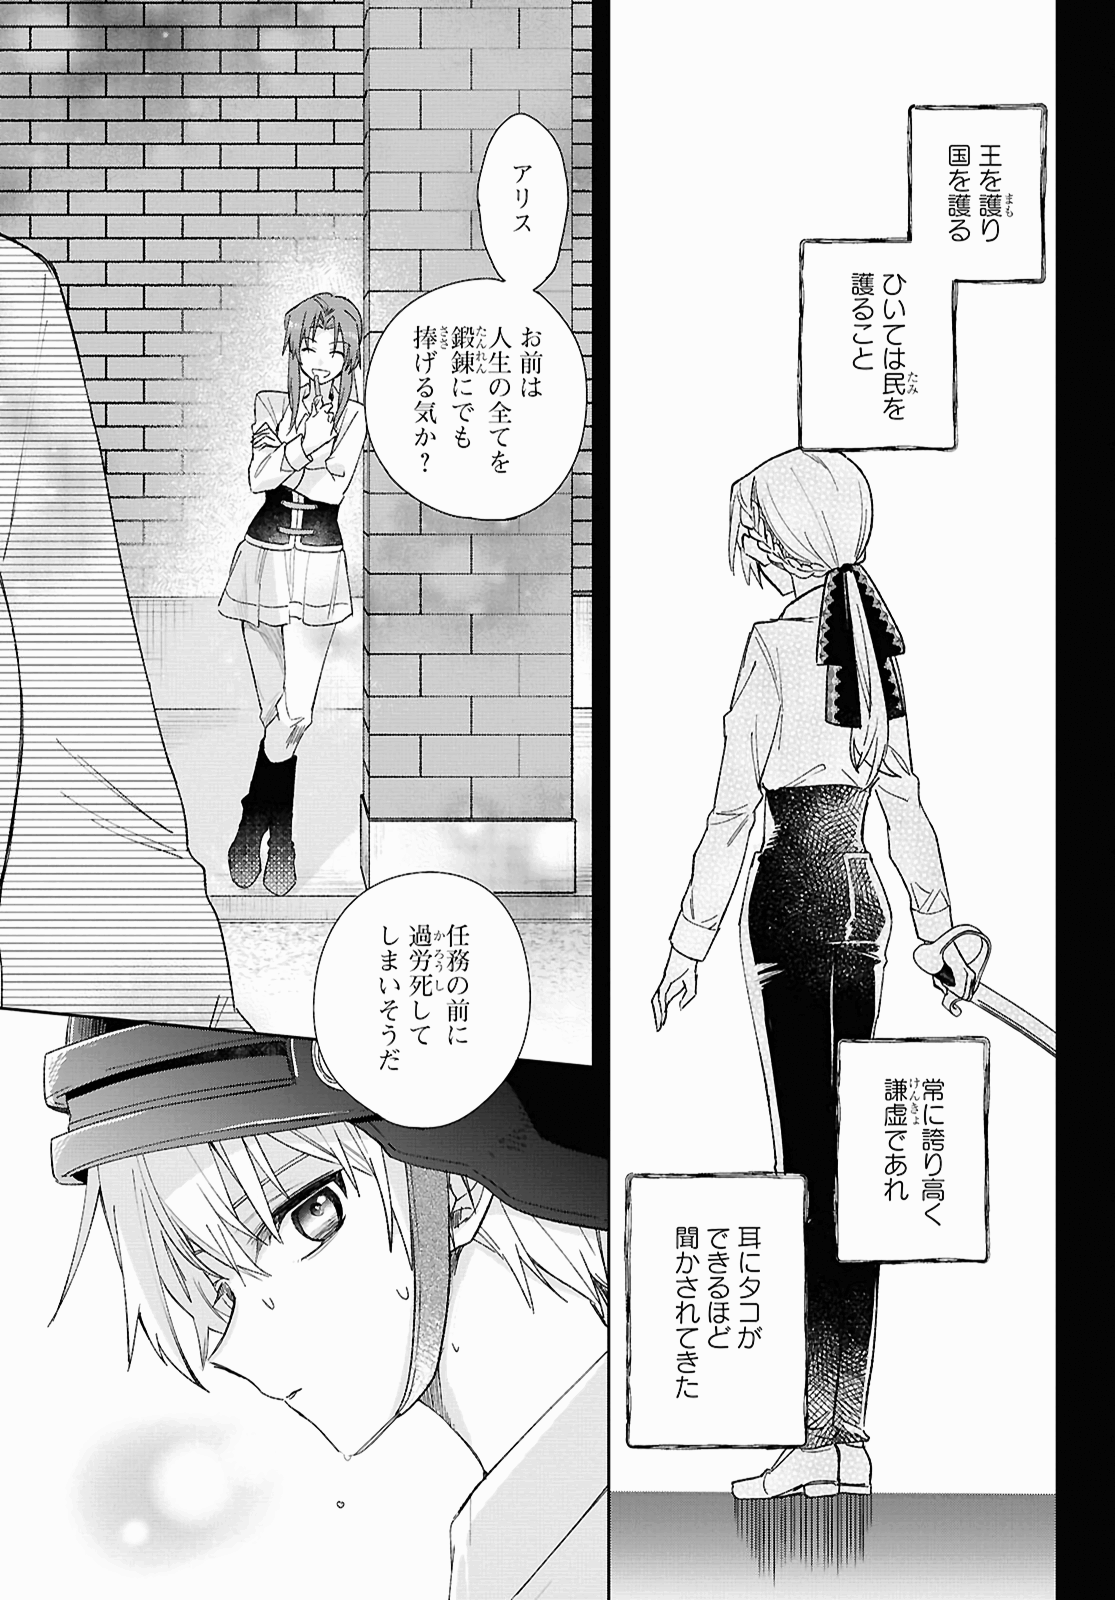 王を護り
国を護る
ひいては民を
護ること
常に誇り高く
謙虚であれ
耳にタコが
できるほど
聞かされてきた
アリス
お前は
人生の全てを
鍛錬にでも
捧げる気か？
任務の前に
過労死して
しまいそうだ